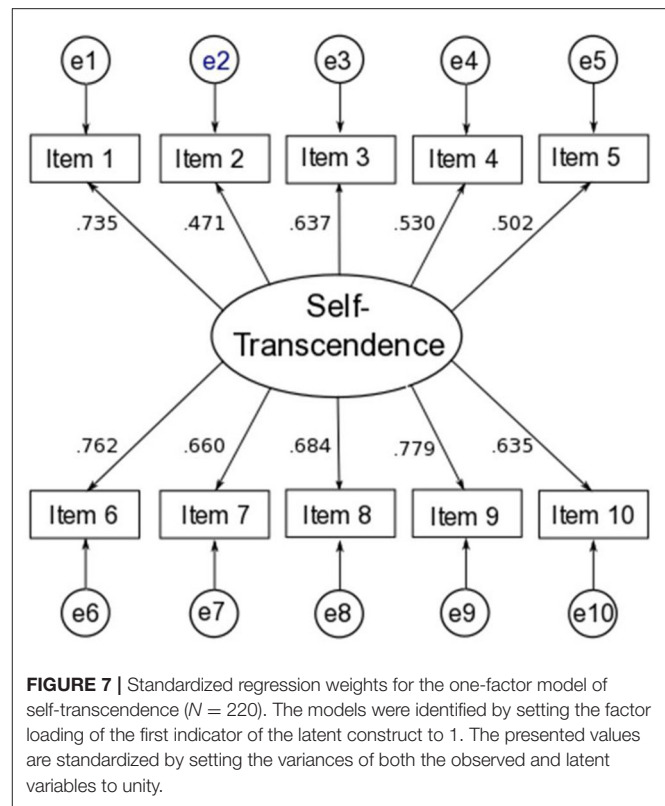 e1 e2 e3 e4 e5
Item 1 Item 2 Item 3 Item 4 Item 5
.735 .471 .637 .530 .502
Self-
Transcendence
.762 .660 .684 .779 .635
Item 6 Item 7 Item 8 Item 9 Item 10
e6 e7 e8 e9 e10
FIGURE 7 | Standardized regression weights for the one-factor model of
self-transcendence (N = 220). The models were identified by setting the factor
loading of the first indicator of the latent construct to 1. The presented values
are standardized by setting the variances of both the observed and latent
variables to unity.